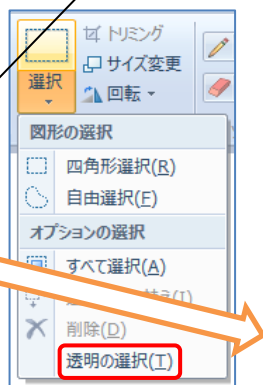 トリミング
サイズ変更
選択
回転
図形の選択
四角形選択(R)
自由選択(F)
オプションの選択
すべて選択(A)
(I)
削除(D)
透明の選択(T)